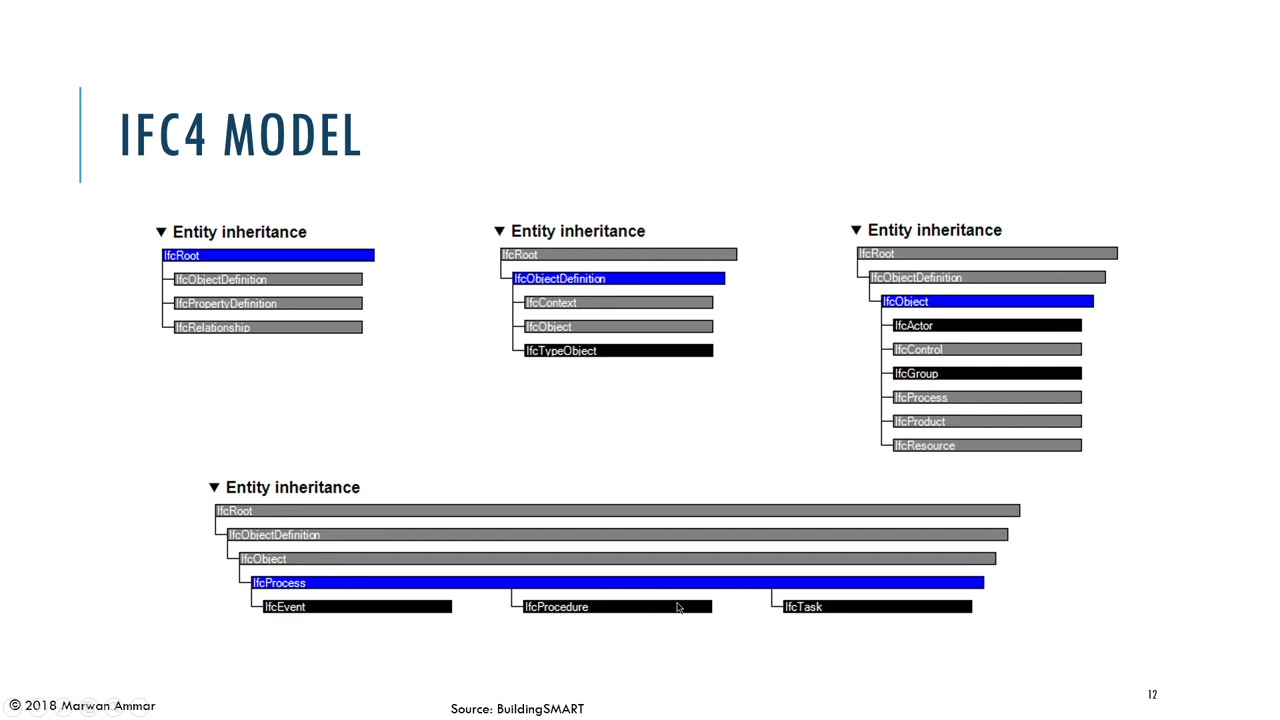 IFC4 MODEL
▼ Entity inheritance
IfcRoot
IfcObjectDefinition
IfcPropertyDefinition
IfcRelationship
▼ Entity inheritance
IfcRoot
IfcObjectDefinition
IfcContext
IfcObject
IfcTypeObject
▼ Entity inheritance
IfcRoot
IfcObjectDefinition
IfcObject
IfcActor
IfcControl
IfcGroup
IfcProcess
IfcProduct
IfcResource
▼ Entity inheritance
IfcRoot
IfcObjectDefinition
IfcObject
IfcProcess
IfcEvent IfcProcedure IfcTask
12
© 2018 Marwan Ammar
Source: BuildingSMART